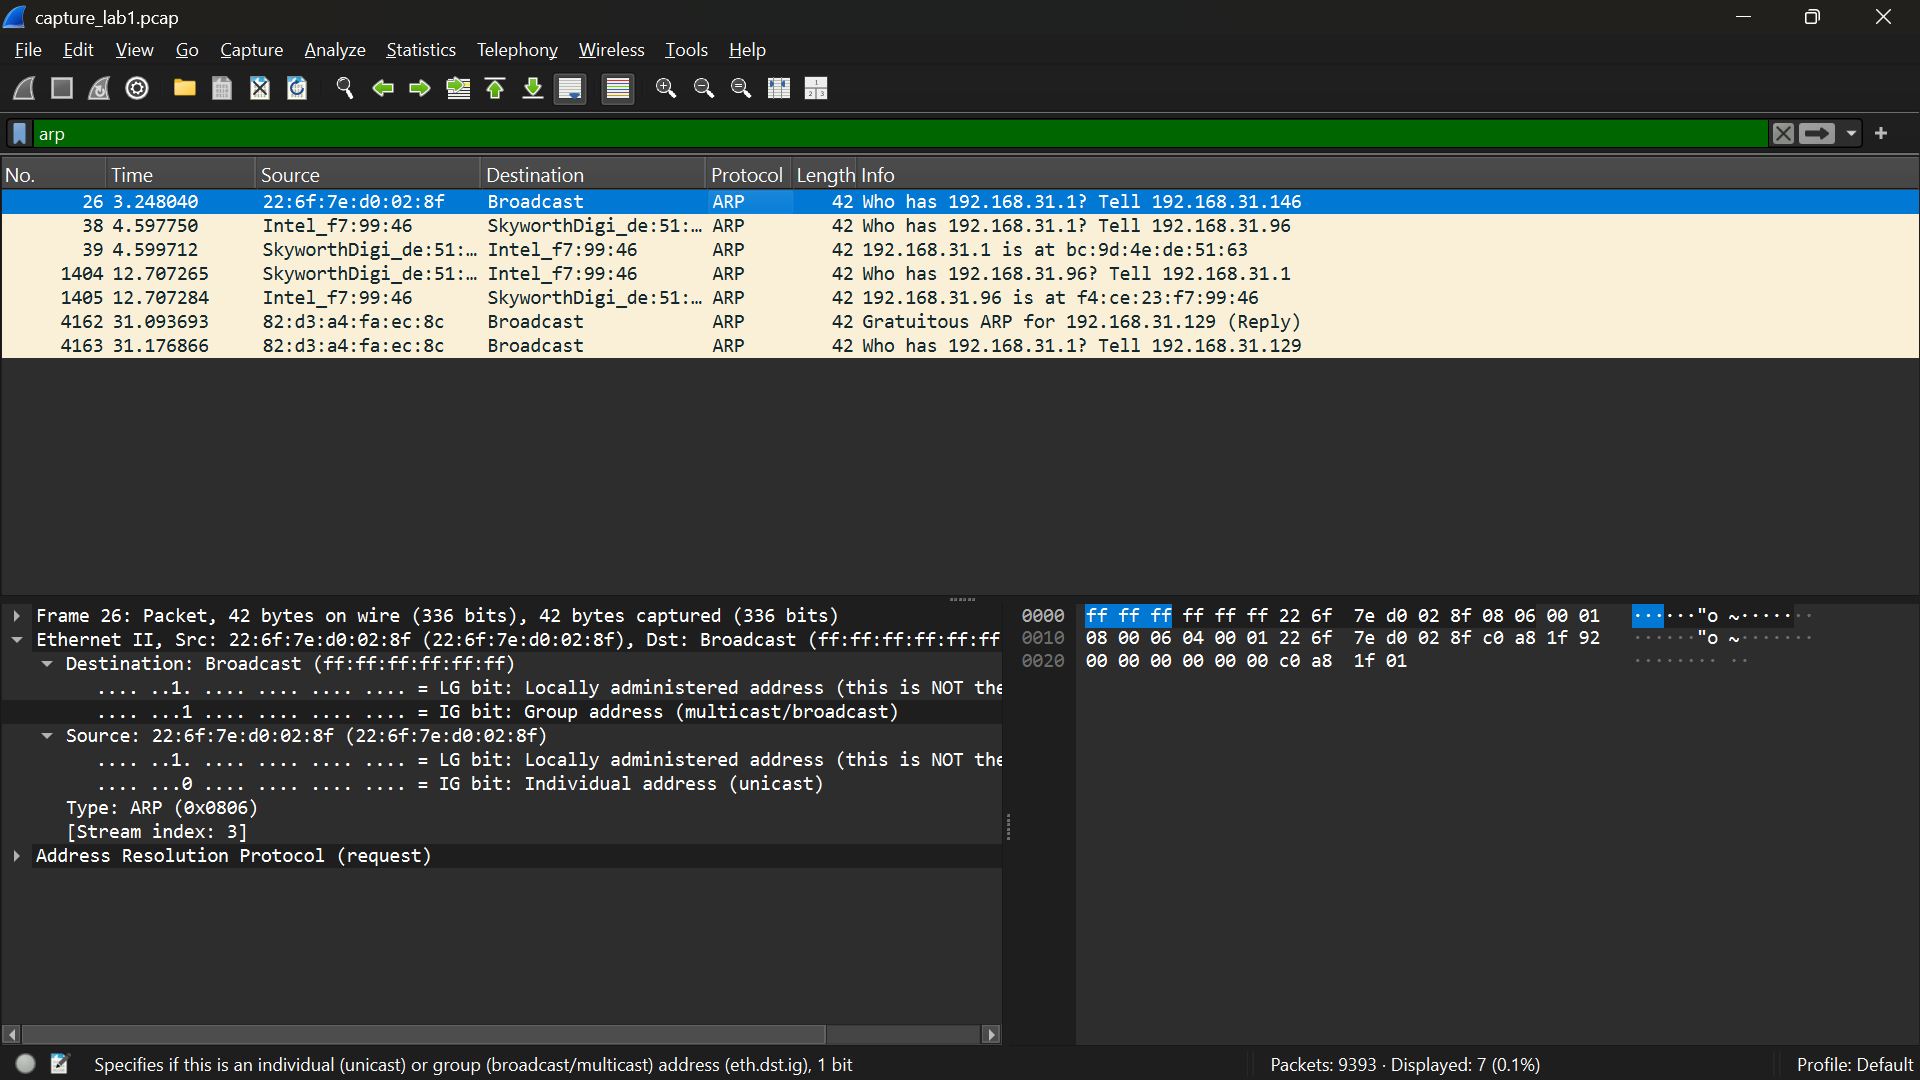 capture_lab1.pcap
File Edit View Go Capture Analyze Statistics Telephony Wireless Tools Help
arp
No. Time Source Destination Protocol Length Info
26 3.248040 22:6f:7e:d0:02:8f Broadcast ARP 42 Who has 192.168.31.1? Tell 192.168.31.146
38 4.597750 Intel_f7:99:46 SkyworthDigi_de:51:… ARP 42 Who has 192.168.31.1? Tell 192.168.31.96
39 4.599712 SkyworthDigi_de:51:… Intel_f7:99:46 ARP 42 192.168.31.1 is at bc:9d:4e:de:51:63
1404 12.707265 SkyworthDigi_de:51:… Intel_f7:99:46 ARP 42 Who has 192.168.31.96? Tell 192.168.31.1
1405 12.707284 Intel_f7:99:46 SkyworthDigi_de:51:… ARP 42 192.168.31.96 is at f4:ce:23:f7:99:46
4162 31.093693 82:d3:a4:fa:ec:8c Broadcast ARP 42 Gratuitous ARP for 192.168.31.129 (Reply)
4163 31.176866 82:d3:a4:fa:ec:8c Broadcast ARP 42 Who has 192.168.31.1? Tell 192.168.31.129
Frame 26: Packet, 42 bytes on wire (336 bits), 42 bytes captured (336 bits)
Ethernet II, Src: 22:6f:7e:d0:02:8f (22:6f:7e:d0:02:8f), Dst: Broadcast (ff:ff:ff:ff:ff:ff
Destination: Broadcast (ff:ff:ff:ff:ff:ff)
.... ..1. .... .... .... .... = LG bit: Locally administered address (this is NOT the
.... ...1 .... .... .... .... = IG bit: Group address (multicast/broadcast)
Source: 22:6f:7e:d0:02:8f (22:6f:7e:d0:02:8f)
.... ..1. .... .... .... .... = LG bit: Locally administered address (this is NOT the
.... ...0 .... .... .... .... = IG bit: Individual address (unicast)
Type: ARP (0x0806)
[Stream index: 3]
Address Resolution Protocol (request)
0000 ff ff ff ff ff ff 22 6f 7e d0 02 8f 08 06 00 01 ······"o ~·······
0010 08 00 06 04 00 01 22 6f 7e d0 02 8f c0 a8 1f 92 ······"o ~·······
0020 00 00 00 00 00 00 c0 a8 1f 01 ········ ··
Specifies if this is an individual (unicast) or group (broadcast/multicast) address (eth.dst.ig), 1 bit
Packets: 9393 · Displayed: 7 (0.1%)
Profile: Default